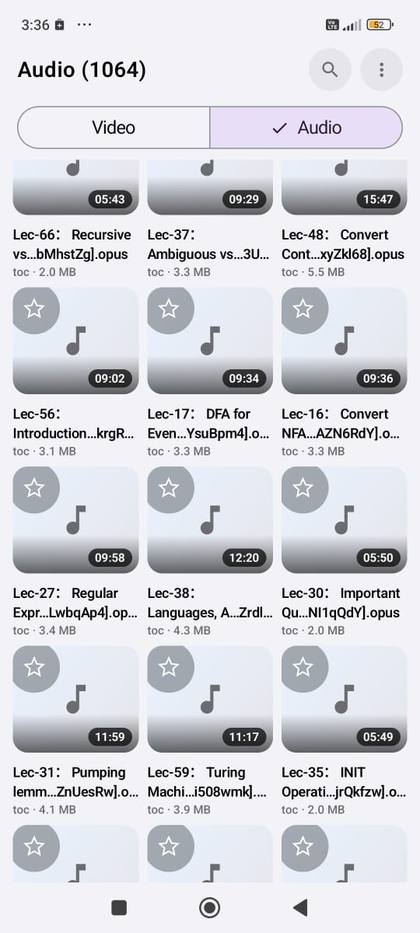 3:36 ... Vo LTE 52
Audio (1064)
Video Audio
05:43 09:29 15:47
Lec-66： Recursive vs...bMhstZg].opus
toc · 2.0 MB
Lec-37： Ambiguous vs...3U...
toc · 3.3 MB
Lec-48： Convert Cont...xyZkl68].opus
toc · 5.5 MB
09:02 09:34 09:36
Lec-56： Introduction...krgR...
toc · 3.1 MB
Lec-17： DFA for Even...YsuBpm4].o...
toc · 3.3 MB
Lec-16： Convert NFA...AZN6RdY].o...
toc · 3.3 MB
09:58 12:20 05:50
Lec-27： Regular Expr...LwbqAp4].op...
toc · 3.4 MB
Lec-38： Languages, A...Zrdl...
toc · 4.3 MB
Lec-30： Important Qu...NI1qQdY].opus
toc · 2.0 MB
11:59 11:17 05:49
Lec-31： Pumping lemm...ZnUesRw].o...
toc · 4.1 MB
Lec-59： Turing Machi...i508wmk]....
toc · 3.9 MB
Lec-35： INIT Operati...jrQkfzw].o...
toc · 2.0 MB